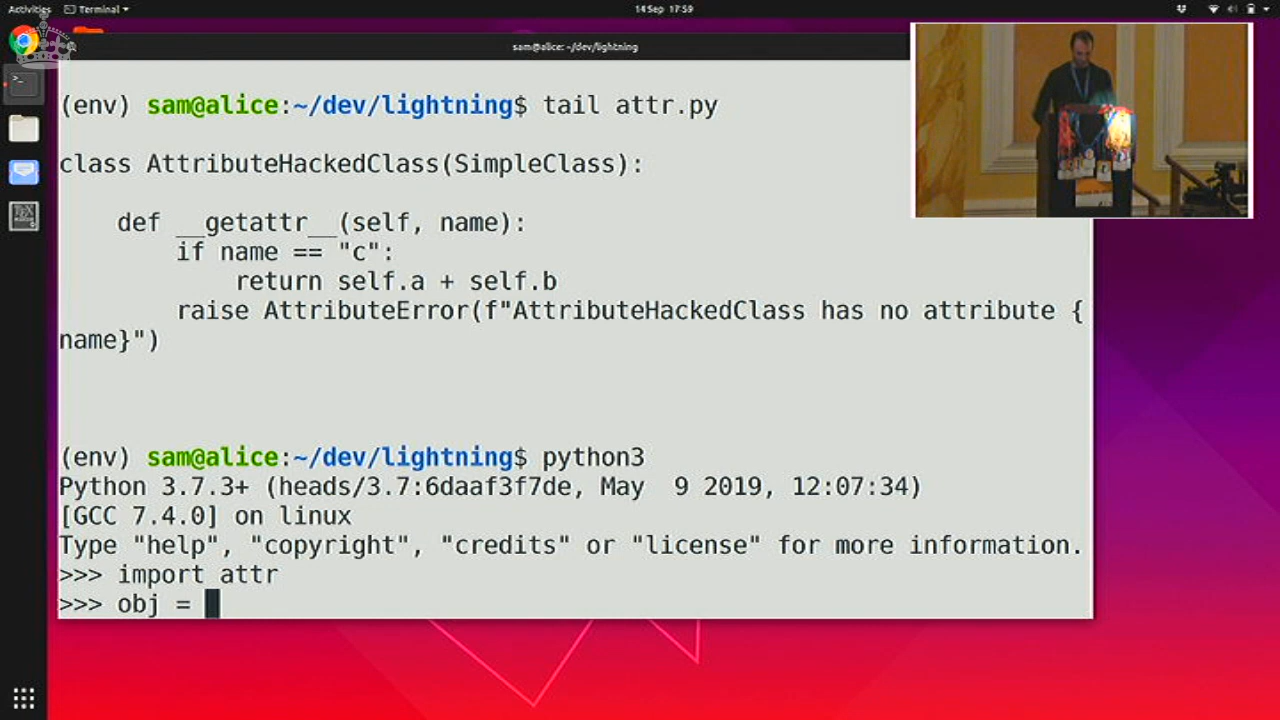 Activities
Terminal
14 Sep 17:59
sam@alice: ~/dev/lightning
(env) sam@alice:~/dev/lightning$ tail attr.py
class AttributeHackedClass(SimpleClass):
def __getattr__(self, name):
if name == "c":
return self.a + self.b
raise AttributeError(f"AttributeHackedClass has no attribute {
name}")
(env) sam@alice:~/dev/lightning$ python3
Python 3.7.3+ (heads/3.7:6daaf3f7de, May  9 2019, 12:07:34)
[GCC 7.4.0] on linux
Type "help", "copyright", "credits" or "license" for more information.
>>> import attr
>>> obj =